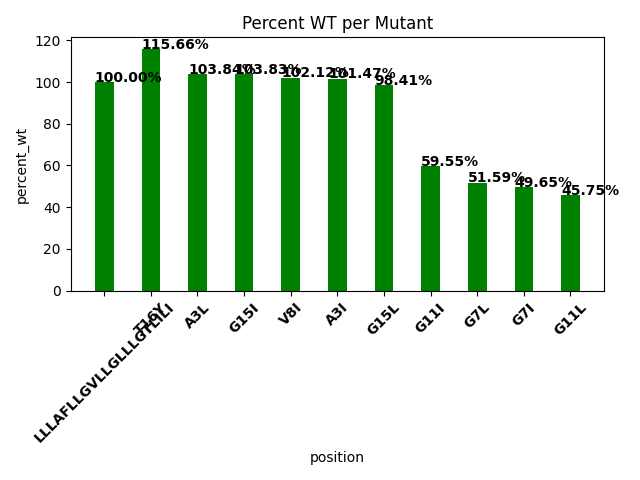 Percent WT per Mutant
percent_wt
120
100
80
60
40
20
0
100.00%
115.66%
103.84%
103.83%
102.12%
101.47%
98.41%
59.55%
51.59%
49.65%
45.75%
LLLAFLLGVLLGLLLGTLILI
T16Y
A3L
G15I
V8I
A3I
G15L
G11I
G7L
G7I
G11L
position